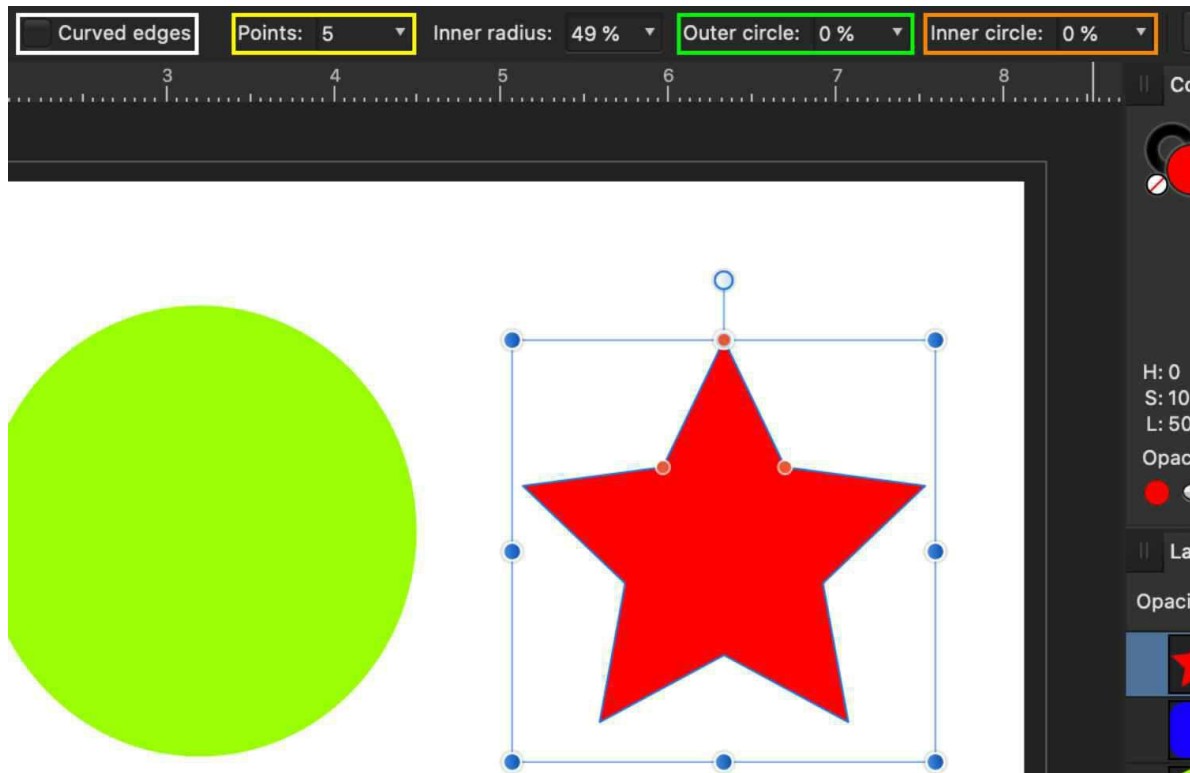 Curved edges Points: 5 Inner radius: 49 % Outer circle: 0 % Inner circle: 0 %
3 4 5 6 7 8
H: 0